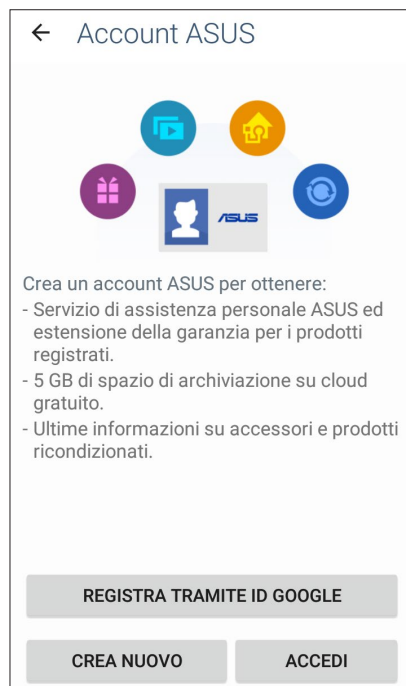 Account ASUS
ASUS
Crea un account ASUS per ottenere:
- Servizio di assistenza personale ASUS ed
estensione della garanzia per i prodotti
registrati.
- 5 GB di spazio di archiviazione su cloud
gratuito.
- Ultime informazioni su accessori e prodotti
ricondizionati.
REGISTRA TRAMITE ID GOOGLE
CREA NUOVO
ACCEDI